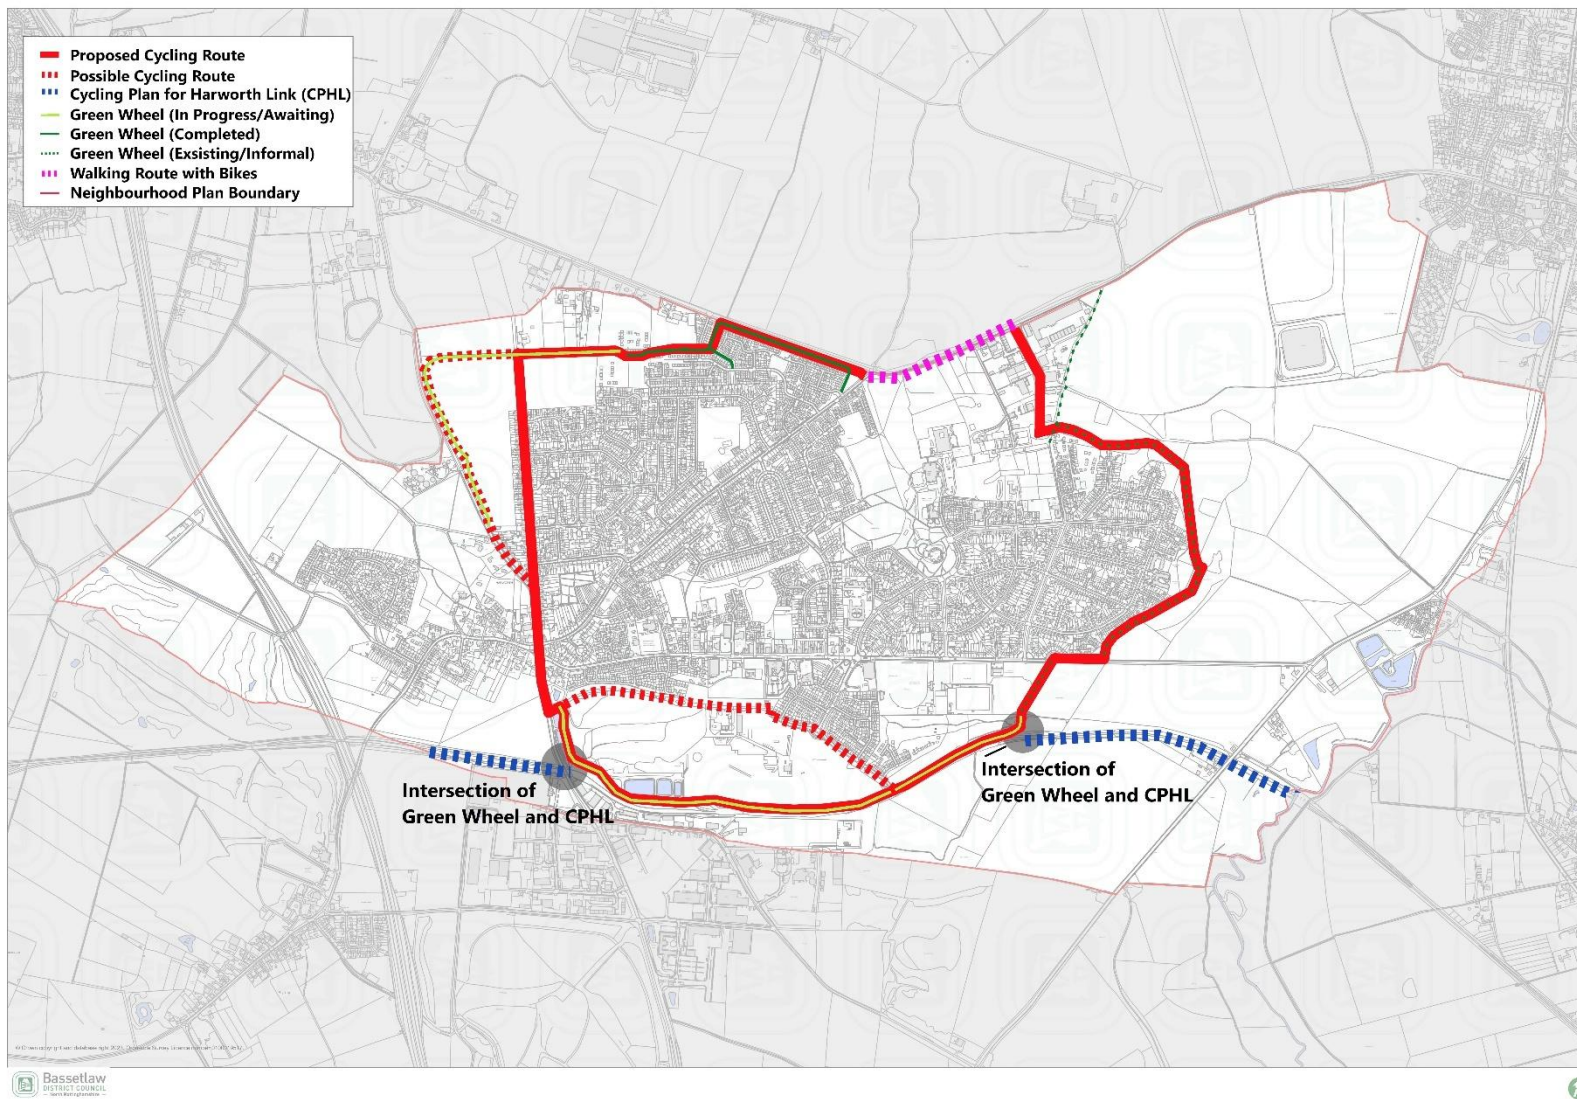 Proposed Cycling Route
Possible Cycling Route
Cycling Plan for Harworth Link (CPHL)
Green Wheel (In Progress/Awaiting)
Green Wheel (Completed)
Green Wheel (Exsisting/Informal)
Walking Route with Bikes
Neighbourhood Plan Boundary
Intersection of
Green Wheel and CPHL
Intersection of
Green Wheel and CPHL
Bassetlaw
DISTRICT COUNCIL
North Nottinghamshire